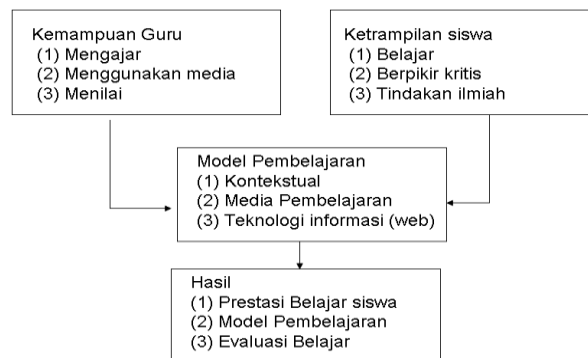 Kemampuan Guru
(1) Mengajar
(2) Menggunakan media
(3) Menilai
Ketrampilan siswa
(1) Belajar
(2) Berpikir kritis
(3) Tindakan ilmiah
Model Pembelajaran
(1) Kontekstual
(2) Media Pembelajaran
(3) Teknologi informasi (web)
Hasil
(1) Prestasi Belajar siswa
(2) Model Pembelajaran
(3) Evaluasi Belajar